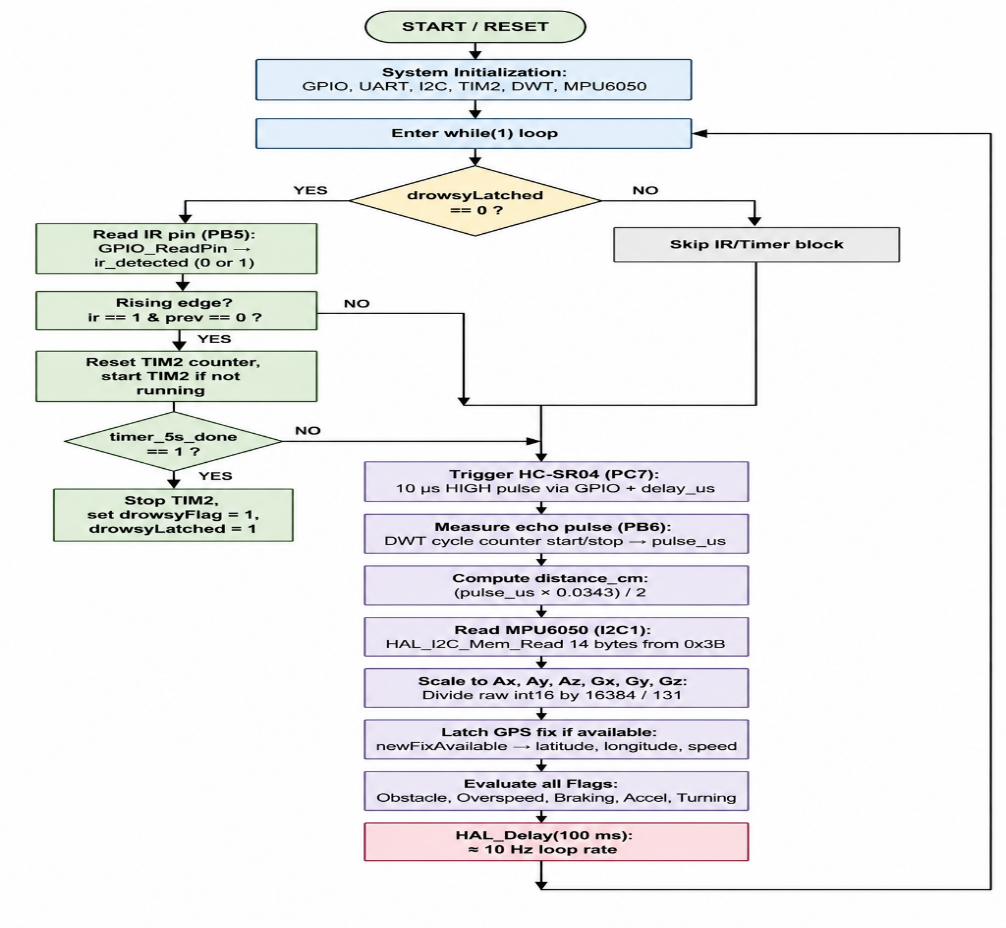 START / RESET
System Initialization:
GPIO, UART, I2C, TIM2, DWT, MPU6050
Enter while(1) loop
drowsyLatched
== 0 ?
YES
NO
Read IR pin (PB5):
GPIO_ReadPin →
ir_detected (0 or 1)
Skip IR/Timer block
Rising edge?
ir == 1 & prev == 0 ?
NO
YES
Reset TIM2 counter,
start TIM2 if not
running
timer_5s_done
== 1 ?
NO
YES
Stop TIM2,
set drowsyFlag = 1,
drowsyLatched = 1
Trigger HC-SR04 (PC7):
10 µs HIGH pulse via GPIO + delay_us
Measure echo pulse (PB6):
DWT cycle counter start/stop → pulse_us
Compute distance_cm:
(pulse_us × 0.0343) / 2
Read MPU6050 (I2C1):
HAL_I2C_Mem_Read 14 bytes from 0x3B
Scale to Ax, Ay, Az, Gx, Gy, Gz:
Divide raw int16 by 16384 / 131
Latch GPS fix if available:
newFixAvailable → latitude, longitude, speed
Evaluate all Flags:
Obstacle, Overspeed, Braking, Accel, Turning
HAL_Delay(100 ms):
≈ 10 Hz loop rate